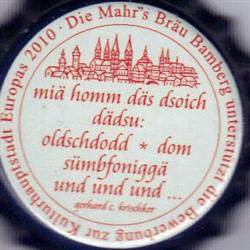 Die Mahr's Bräu Bamberg unterstützt die Bewerbung zur Kulturhauptstadt Europas 2010 ·
miä homm däs dsoich
dädsu:
oldschdodd * dom
sümbfoniggä
und und und ...
gerhard c. krischker